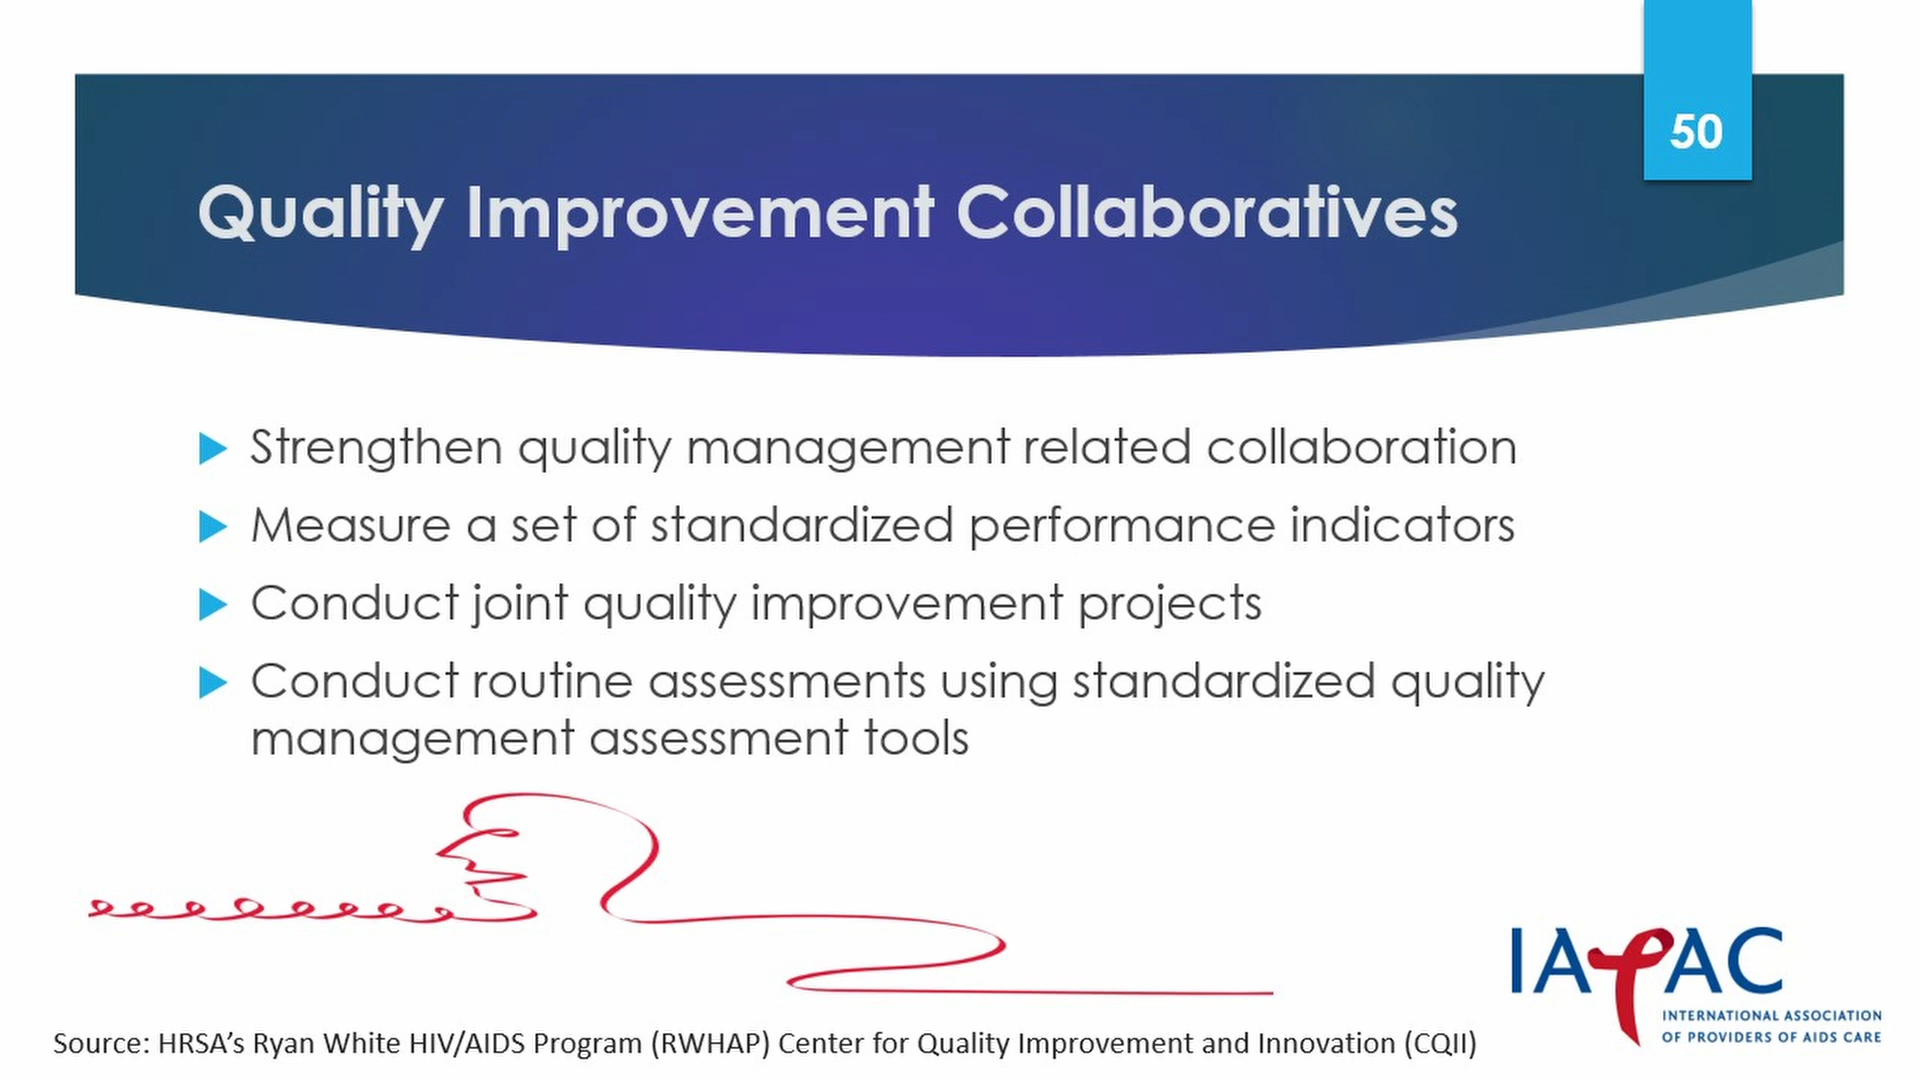 50
Quality Improvement Collaboratives
Strengthen quality management related collaboration
Measure a set of standardized performance indicators
Conduct joint quality improvement projects
Conduct routine assessments using standardized quality
management assessment tools
IAPAC
INTERNATIONAL ASSOCIATION
OF PROVIDERS OF AIDS CARE
Source: HRSA’s Ryan White HIV/AIDS Program (RWHAP) Center for Quality Improvement and Innovation (CQII)